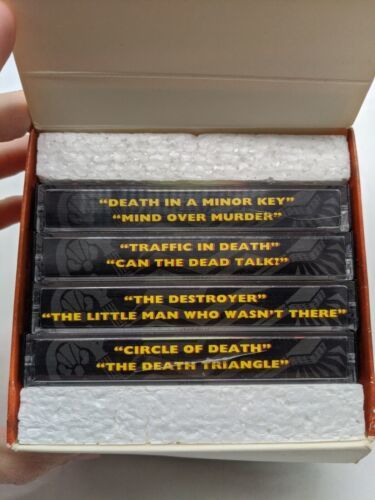 “DEATH IN A MINOR KEY”
“MIND OVER MURDER”
“TRAFFIC IN DEATH”
“CAN THE DEAD TALK?”
“THE DESTROYER”
“THE LITTLE MAN WHO WASN’T THERE”
“CIRCLE OF DEATH”
“THE DEATH TRIANGLE”